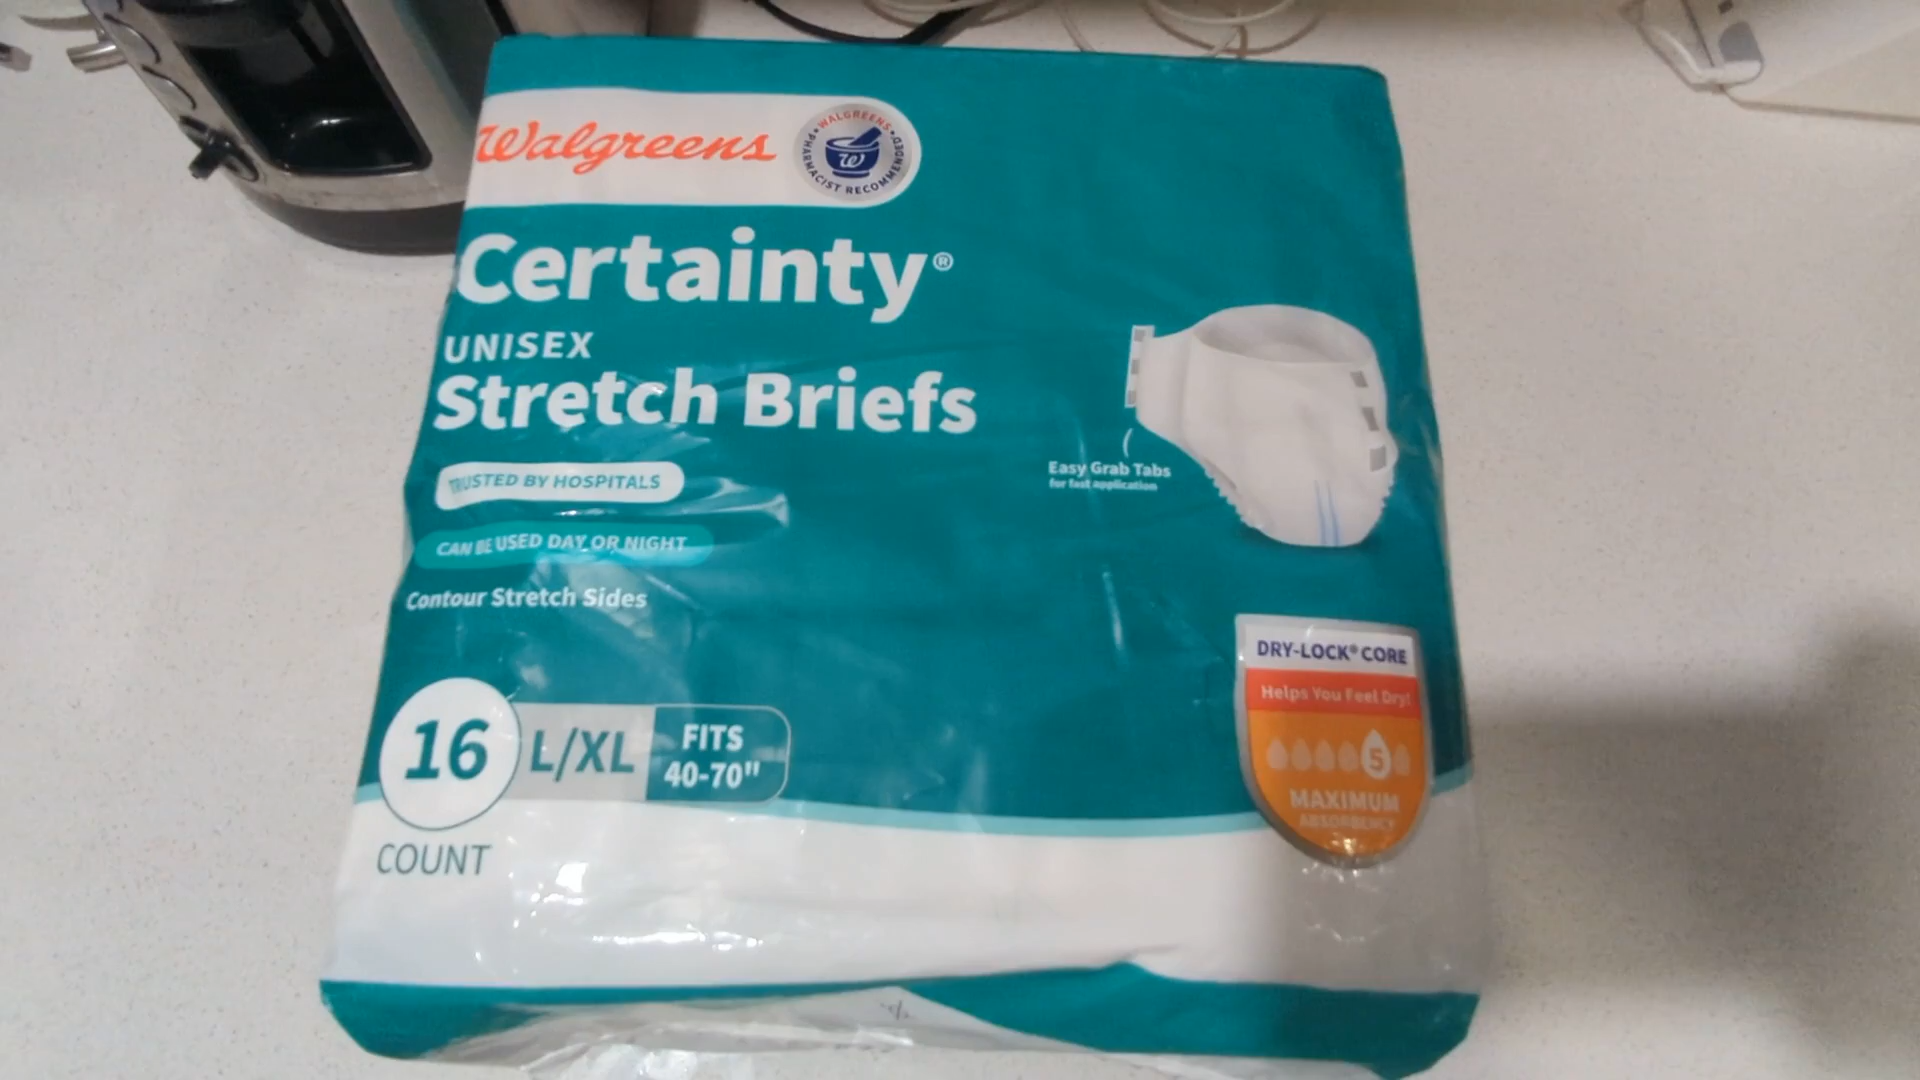 Walgreens
WALGREENS
PHARMACIST RECOMMENDED
W
Certainty®
UNISEX
Stretch Briefs
TRUSTED BY HOSPITALS
CAN BE USED DAY OR NIGHT
Contour Stretch Sides
Easy Grab Tabs
for fast application
DRY-LOCK® CORE
Helps You Feel Dry!
5
MAXIMUM
ABSORBENCY
16
COUNT
L/XL
FITS
40-70"